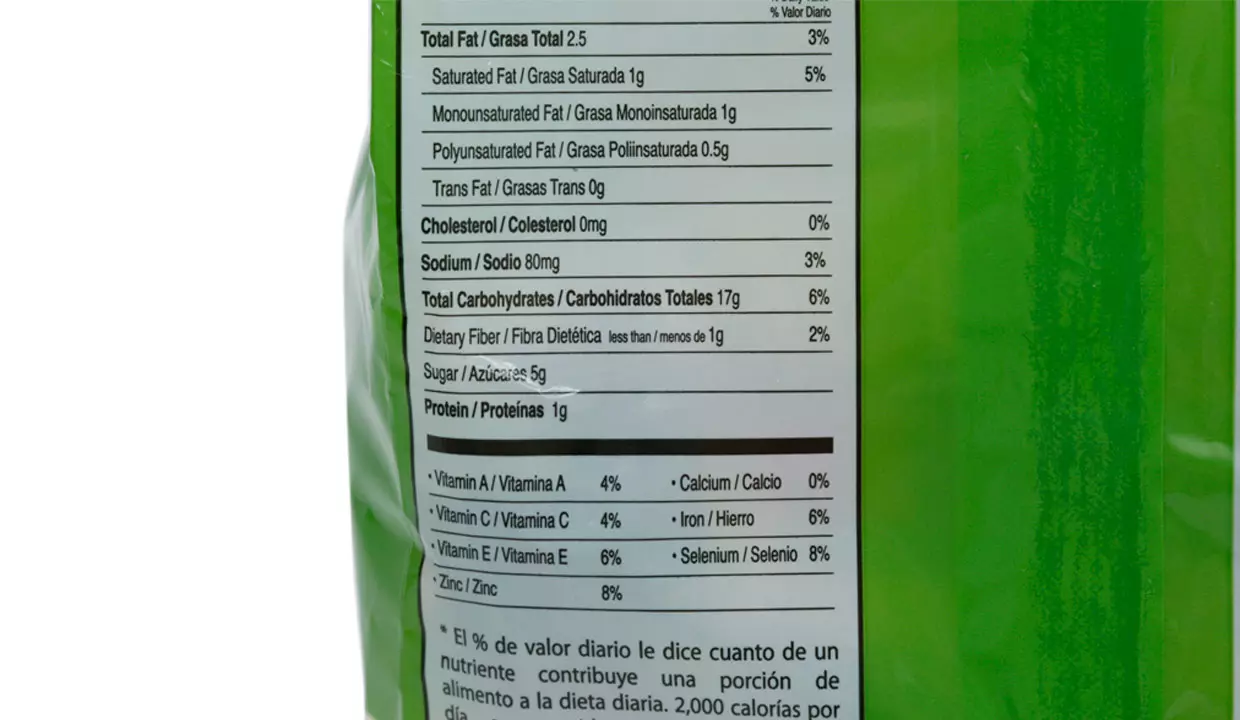 % Valor Diario
Total Fat / Grasa Total 2.5 3%
Saturated Fat / Grasa Saturada 1g 5%
Monounsaturated Fat / Grasa Monoinsaturada 1g
Polyunsaturated Fat / Grasa Poliinsaturada 0.5g
Trans Fat / Grasas Trans 0g
Cholesterol / Colesterol 0mg 0%
Sodium / Sodio 80mg 3%
Total Carbohydrates / Carbohidratos Totales 17g 6%
Dietary Fiber / Fibra Dietética less than / menos de 1g 2%
Sugar / Azúcares 5g
Protein / Proteínas 1g
• Vitamin A / Vitamina A 4% • Calcium / Calcio 0%
• Vitamin C / Vitamina C 4% • Iron / Hierro 6%
• Vitamin E / Vitamina E 6% • Selenium / Selenio 8%
• Zinc / Zinc 8%
* El % de valor diario le dice cuanto de un
nutriente contribuye una porción de
alimento a la dieta diaria. 2,000 calorías por
día